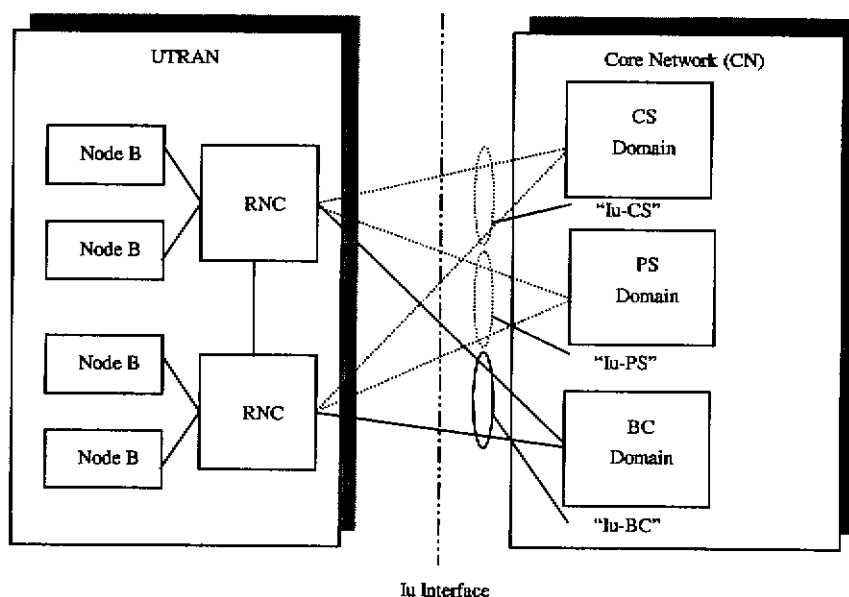 UTRAN
Node B
Node B
RNC
Node B
Node B
RNC
Core Network (CN)
CS
Domain
"Iu-CS"
PS
Domain
"Iu-PS"
BC
Domain
"Iu-BC"
Iu Interface